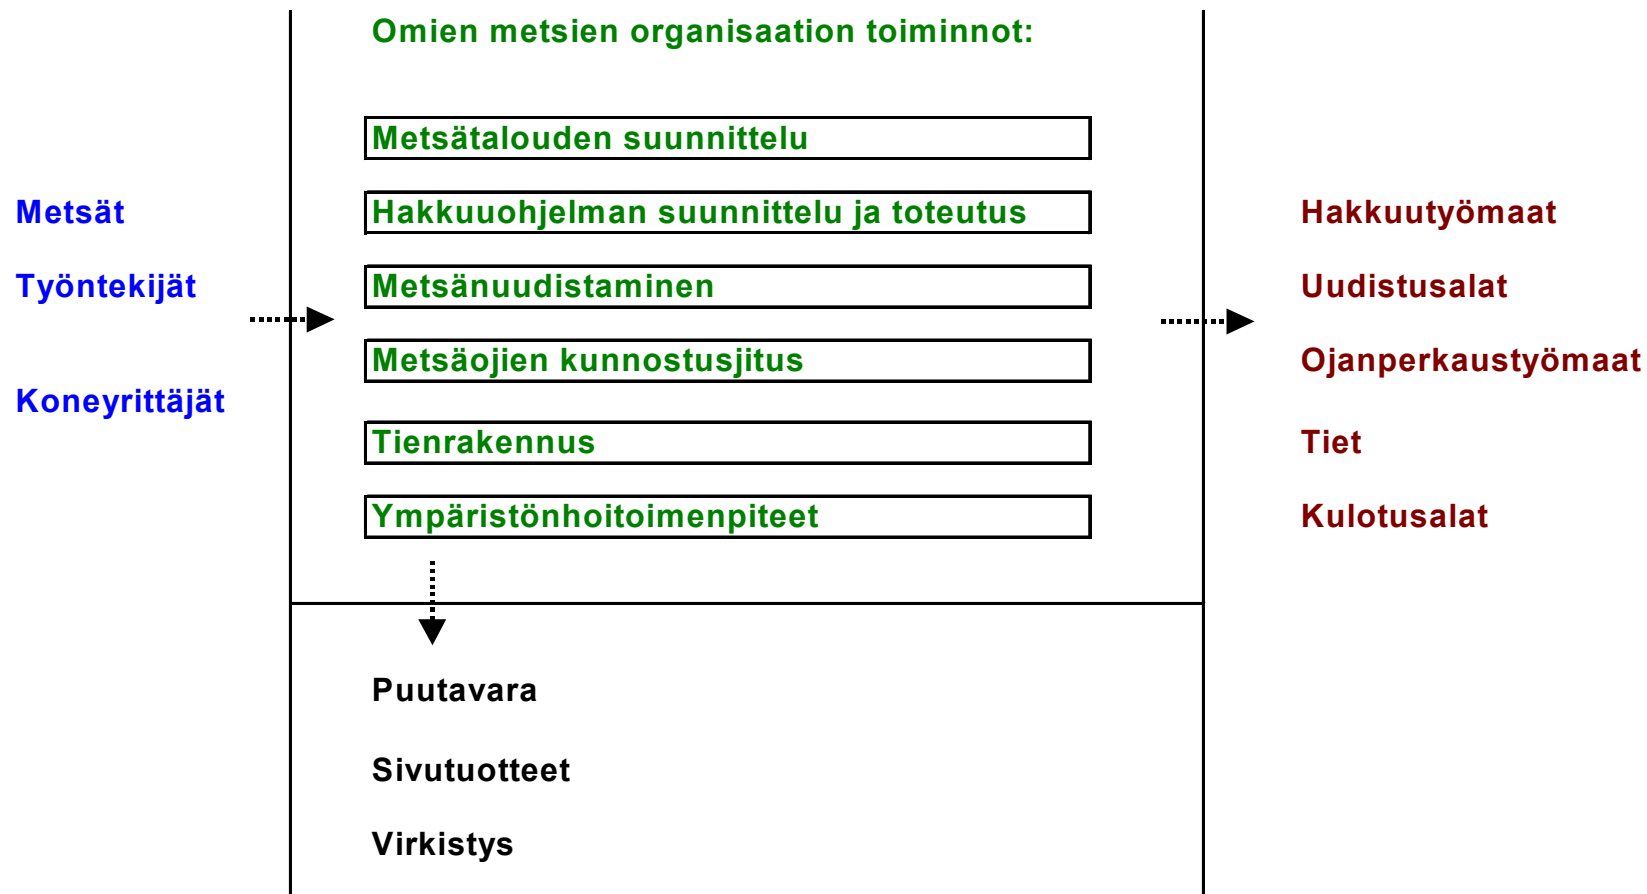 Omien metsien organisaation toiminnot:
Metsätalouden suunnittelu
Metsät
Hakkuuohjelman suunnittelu ja toteutus
Hakkuutyömaat
Työntekijät
Metsänuudistaminen
Uudistusalat
Metsäojien kunnostusjitus
Ojanperkaustyömaat
Koneyrittäjät
Tienrakennus
Tiet
Ympäristönhoitoimenpiteet
Kulotusalat
Puutavara
Sivutuotteet
Virkistys